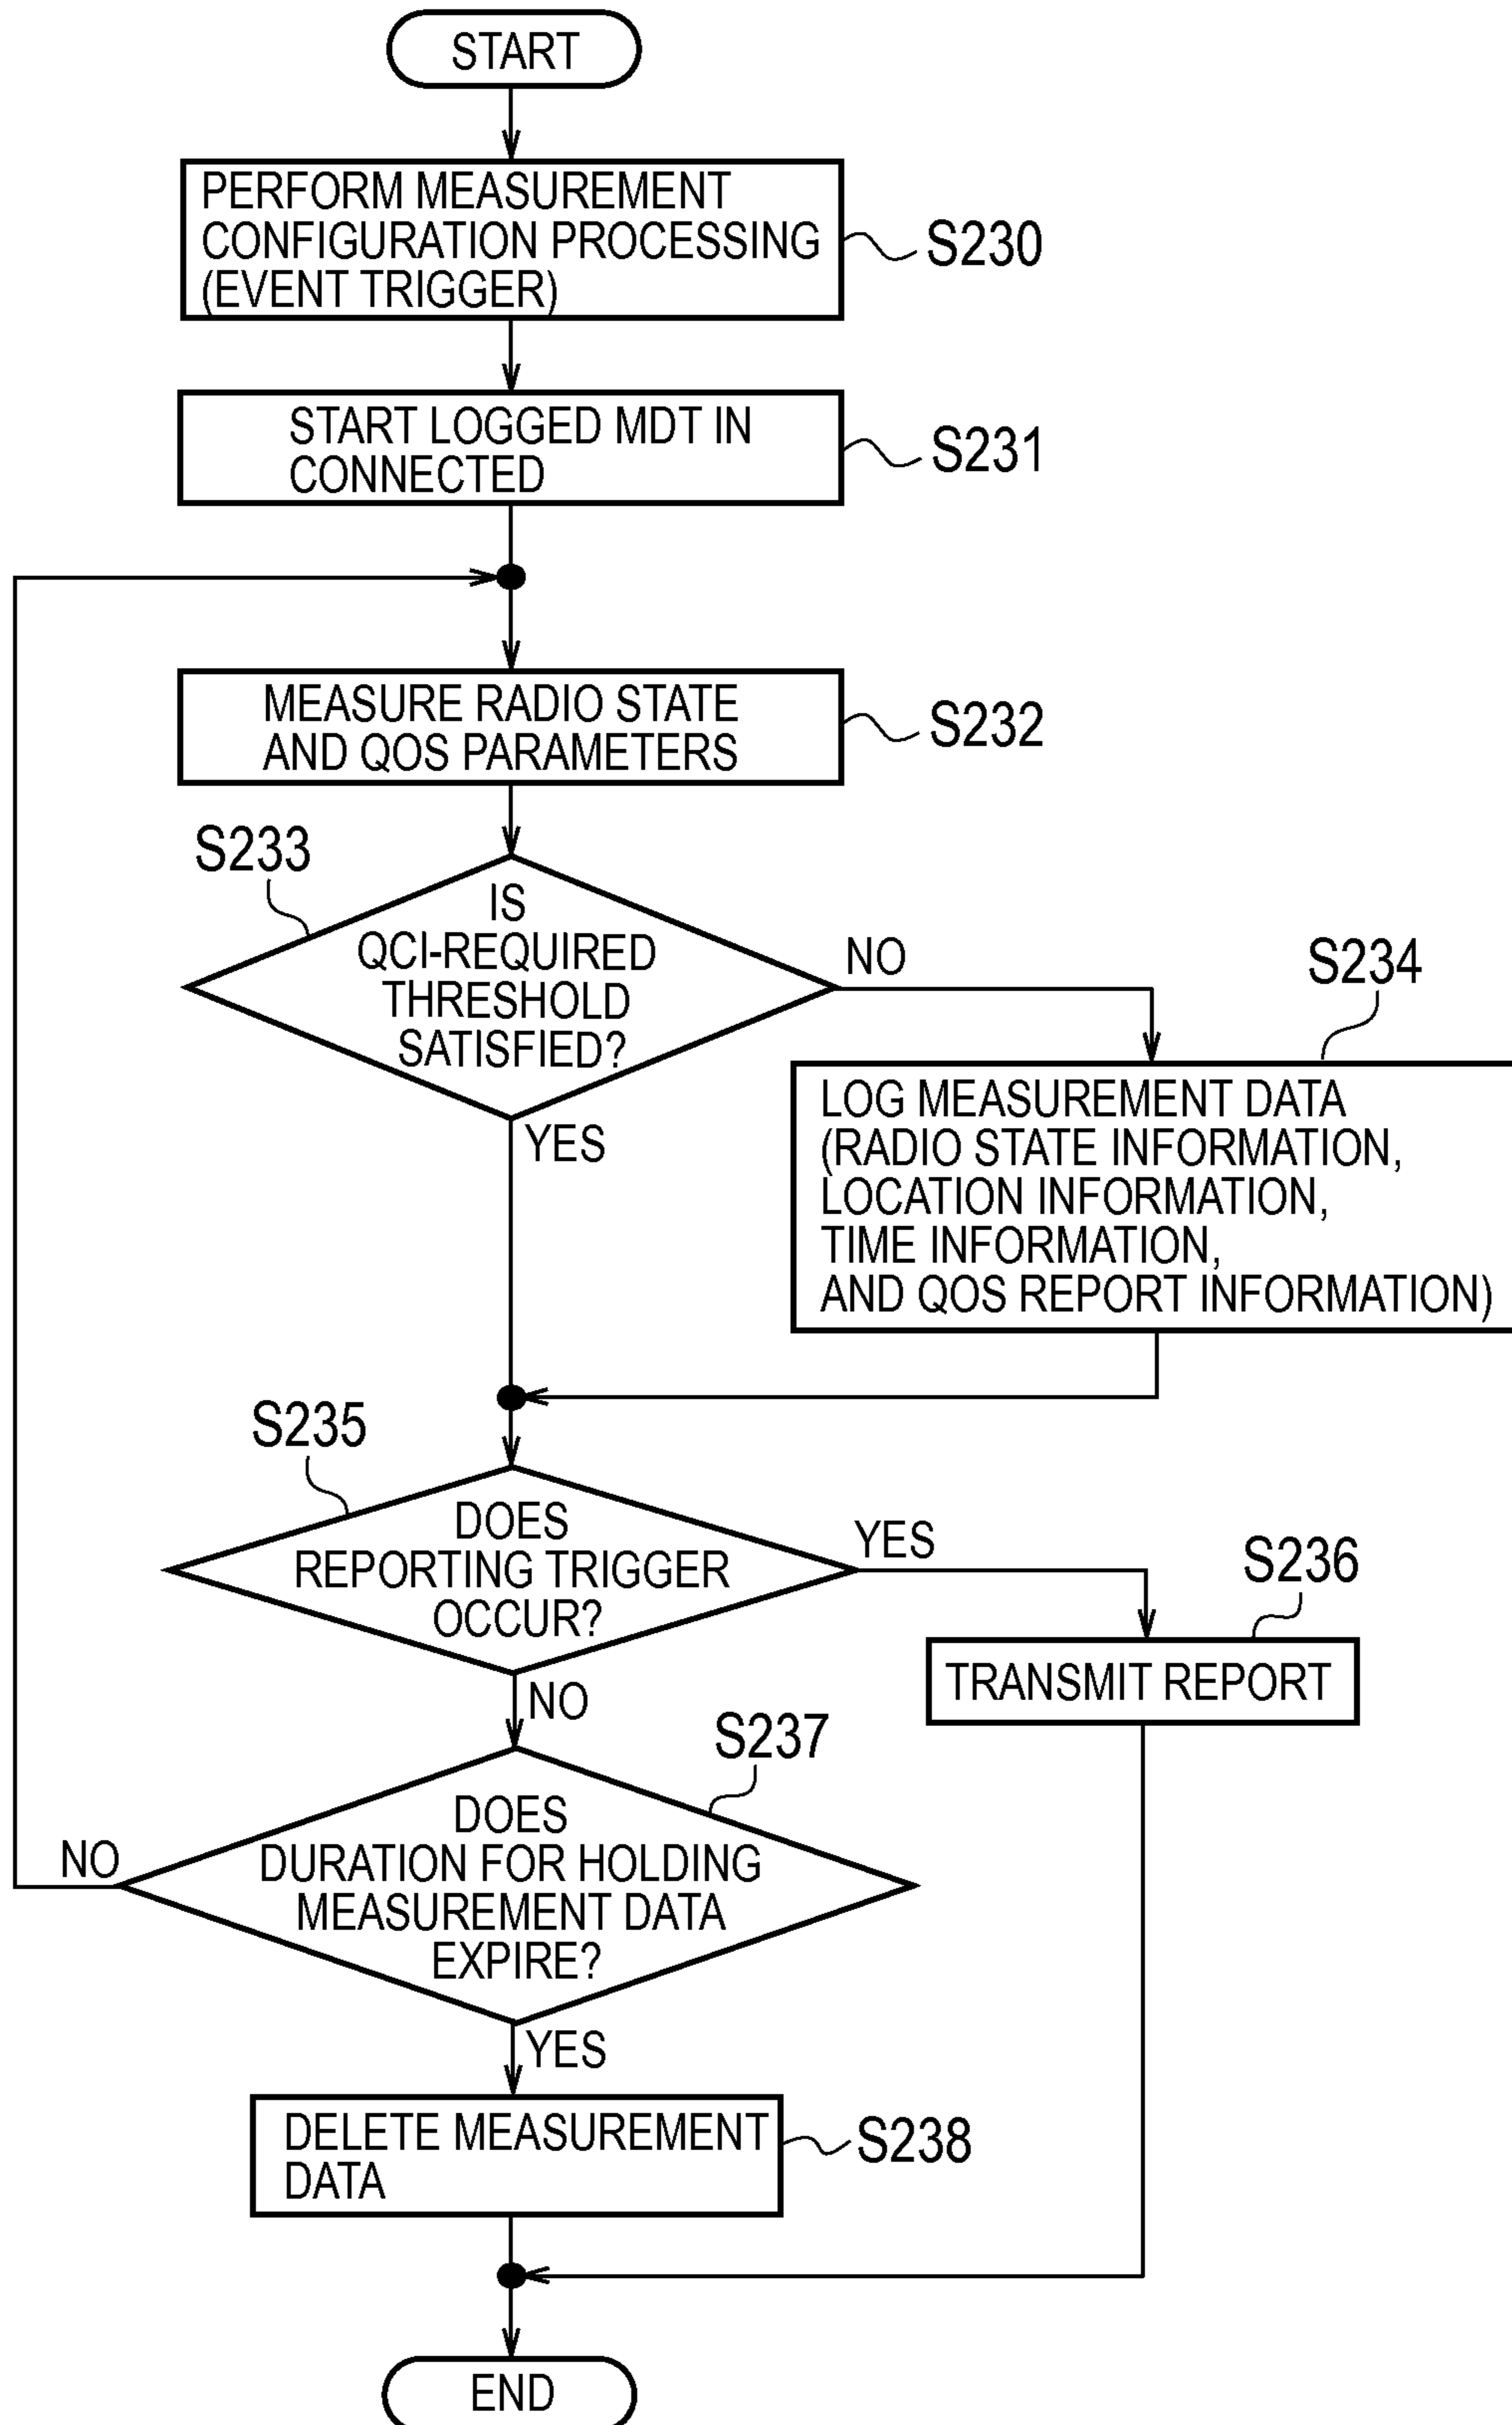 START
PERFORM MEASUREMENT
CONFIGURATION PROCESSING
(EVENT TRIGGER)
S230
START LOGGED MDT IN
CONNECTED
S231
MEASURE RADIO STATE
AND QOS PARAMETERS
S232
S233
IS
QCI-REQUIRED
THRESHOLD
SATISFIED?
NO
YES
S234
LOG MEASUREMENT DATA
(RADIO STATE INFORMATION,
LOCATION INFORMATION,
TIME INFORMATION,
AND QOS REPORT INFORMATION)
S235
DOES
REPORTING TRIGGER
OCCUR?
YES
NO
S236
TRANSMIT REPORT
S237
DOES
DURATION FOR HOLDING
MEASUREMENT DATA
EXPIRE?
NO
YES
DELETE MEASUREMENT
DATA
S238
END